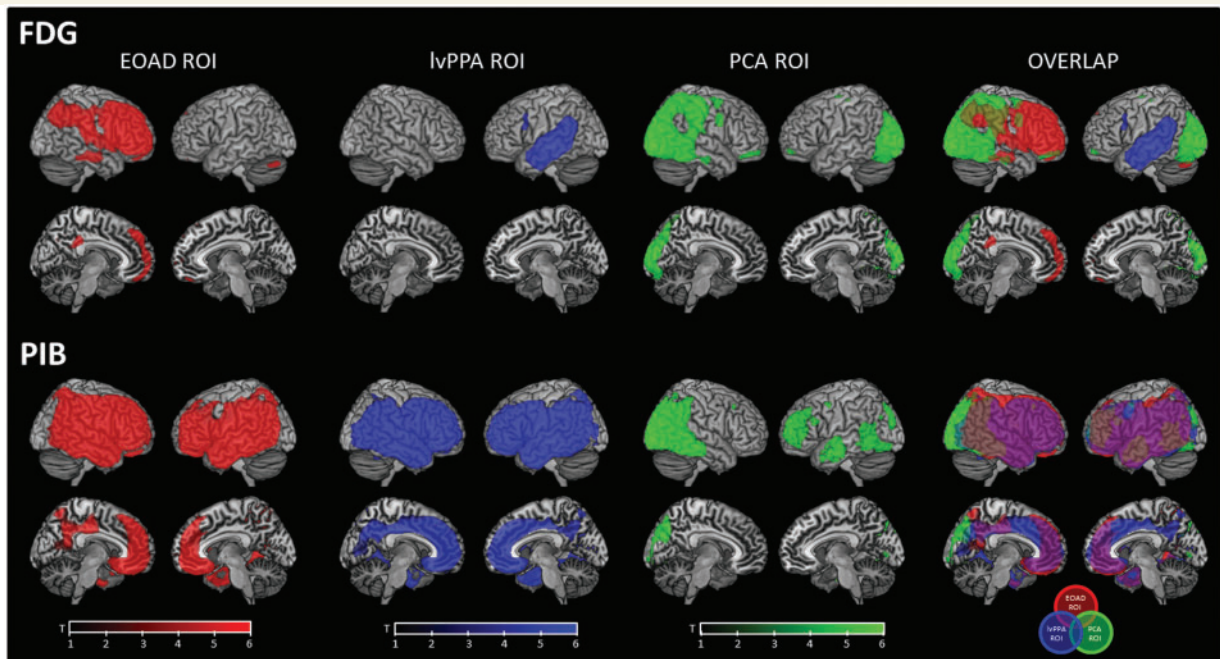 FDG
EOAD ROI
lvPPA ROI
PCA ROI
OVERLAP
PIB
T
1 2 3 4 5 6
T
1 2 3 4 5 6
T
1 2 3 4 5 6
EOAD
ROI
lvPPA
ROI
PCA
ROI